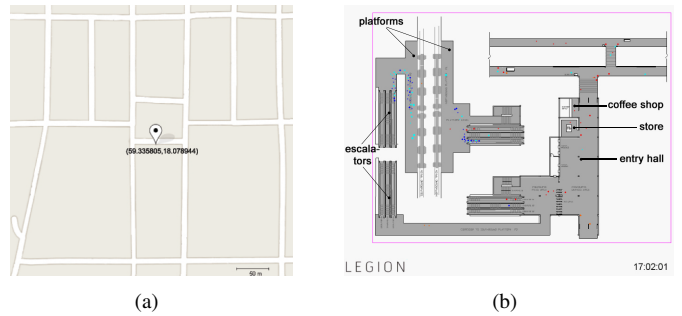 (59.335805,18.078944)
50 m
platforms
coffee shop
store
escala-
tors
entry hall
LEGION
17:02:01
(a)
(b)